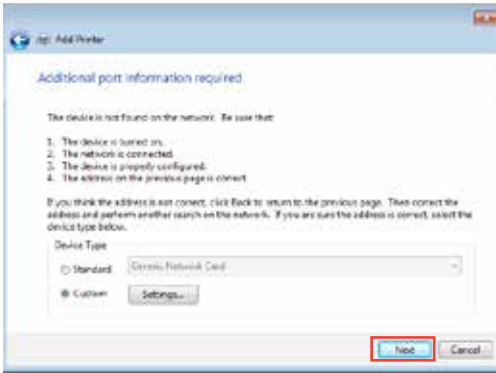 Add Printer
Additional port information required
The device is not found on the network. Be sure that:
1. The device is turned on.
2. The network is connected.
3. The device is properly configured.
4. The address on the previous page is correct.
If you think the address is not correct, click Back to return to the previous page. Then correct the
address and perform another search on the network. If you are sure the address is correct, select the
device type below.
Device Type
Standard
Generic Network Card
Custom
Settings...
Next
Cancel